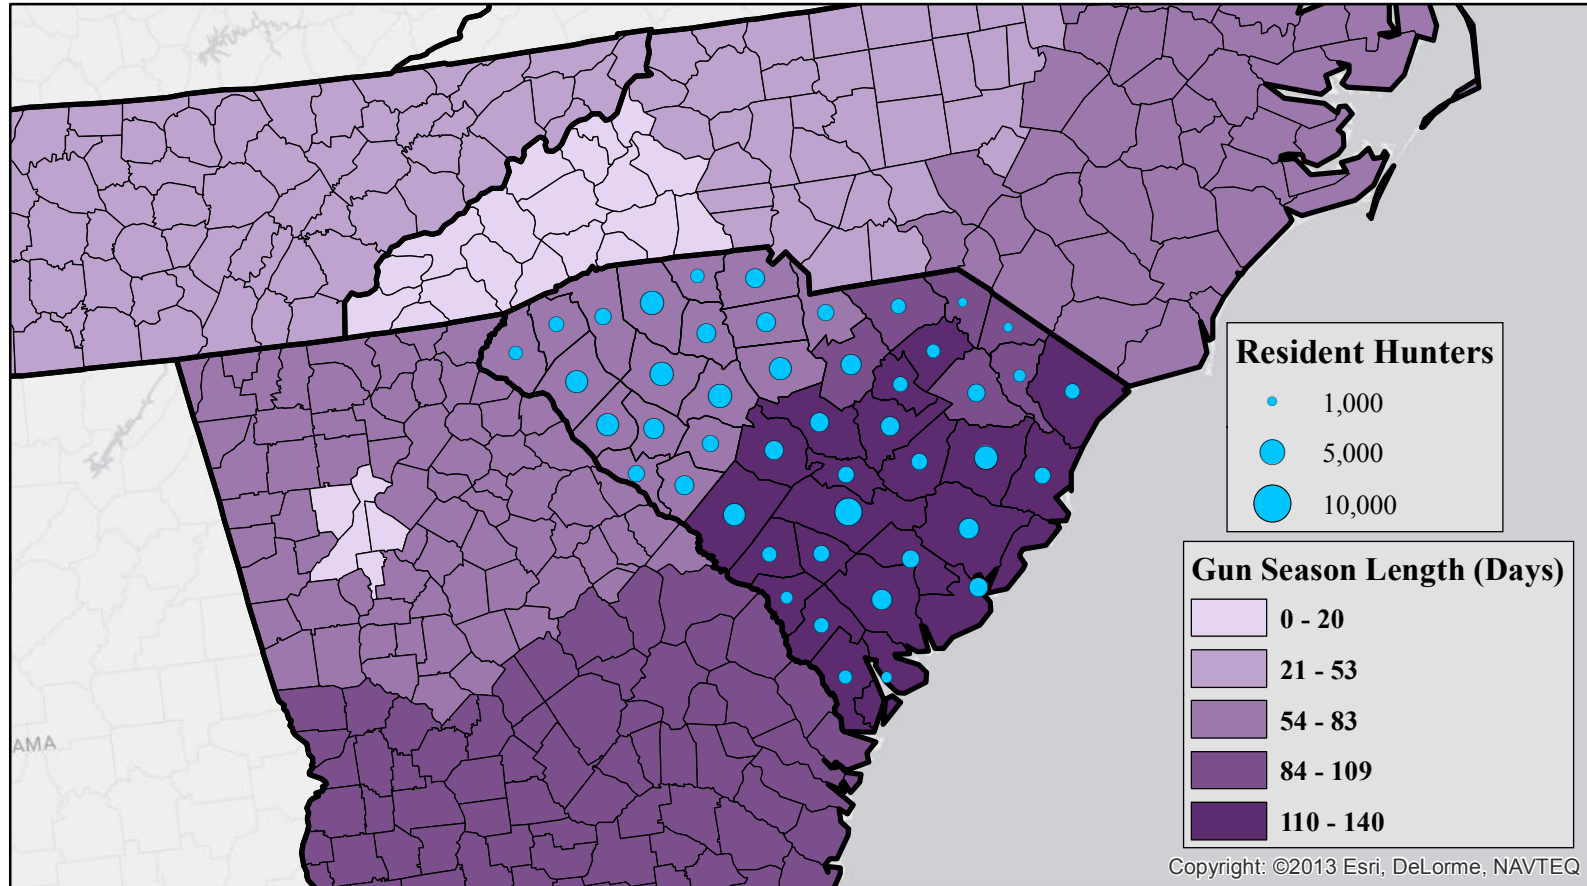 Resident Hunters
1,000
5,000
10,000
Gun Season Length (Days)
0 - 20
21 - 53
54 - 83
84 - 109
110 - 140
AMA
Copyright: ©2013 Esri, DeLorme, NAVTEQ